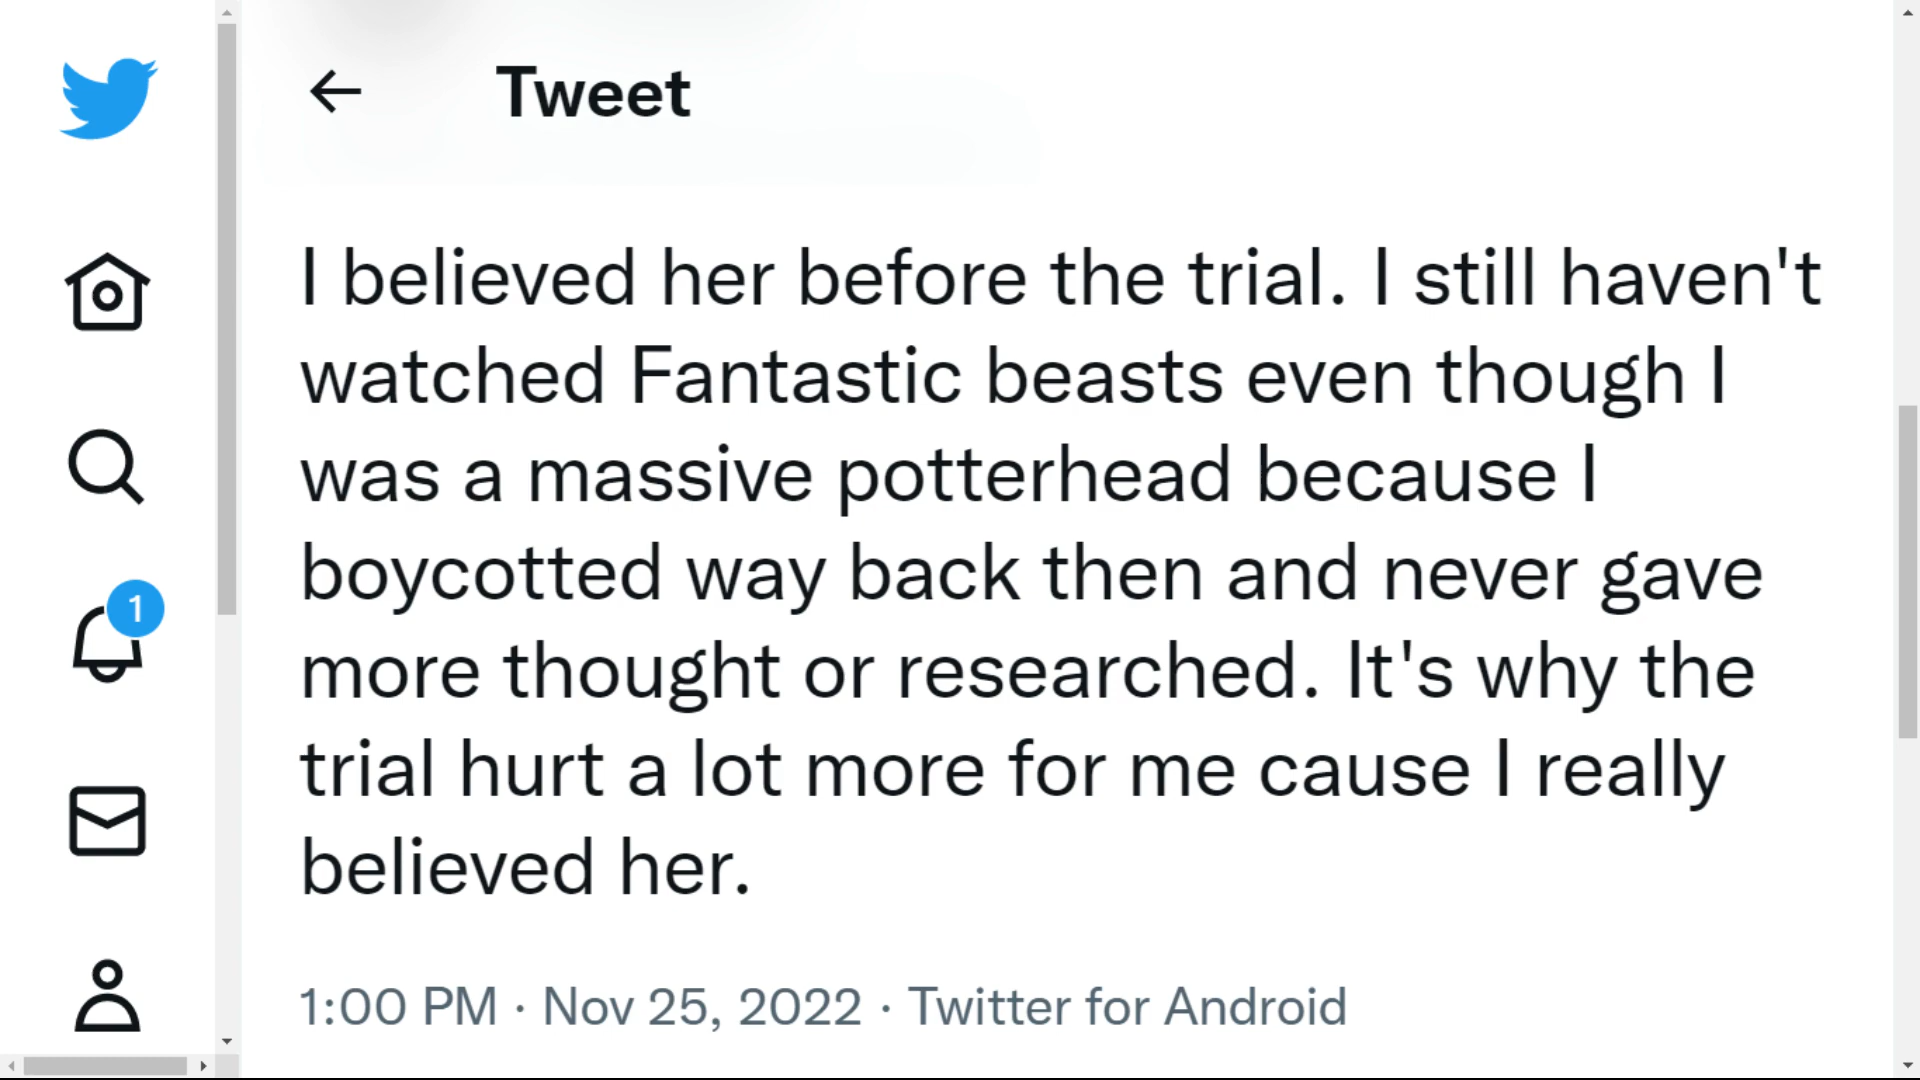 Tweet
I believed her before the trial. I still haven't
watched Fantastic beasts even though I
was a massive potterhead because I
boycotted way back then and never gave
more thought or researched. It's why the
trial hurt a lot more for me cause I really
believed her.
1:00 PM · Nov 25, 2022 · Twitter for Android
1